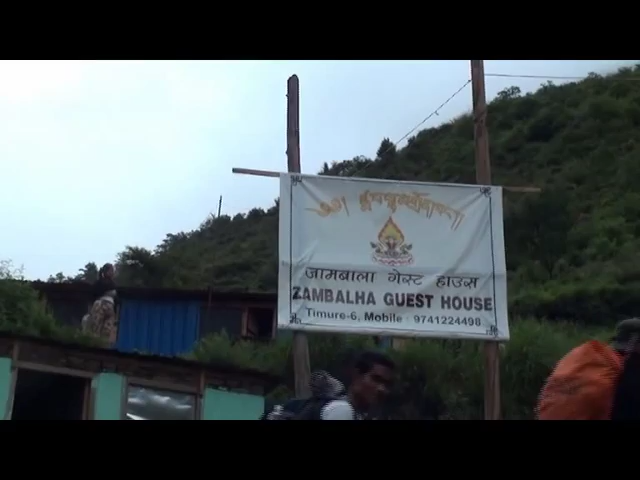 जामबाला गेस्ट हाउस
ZAMBALHA GUEST HOUSE
Timure-6, Mobile : 9741224498